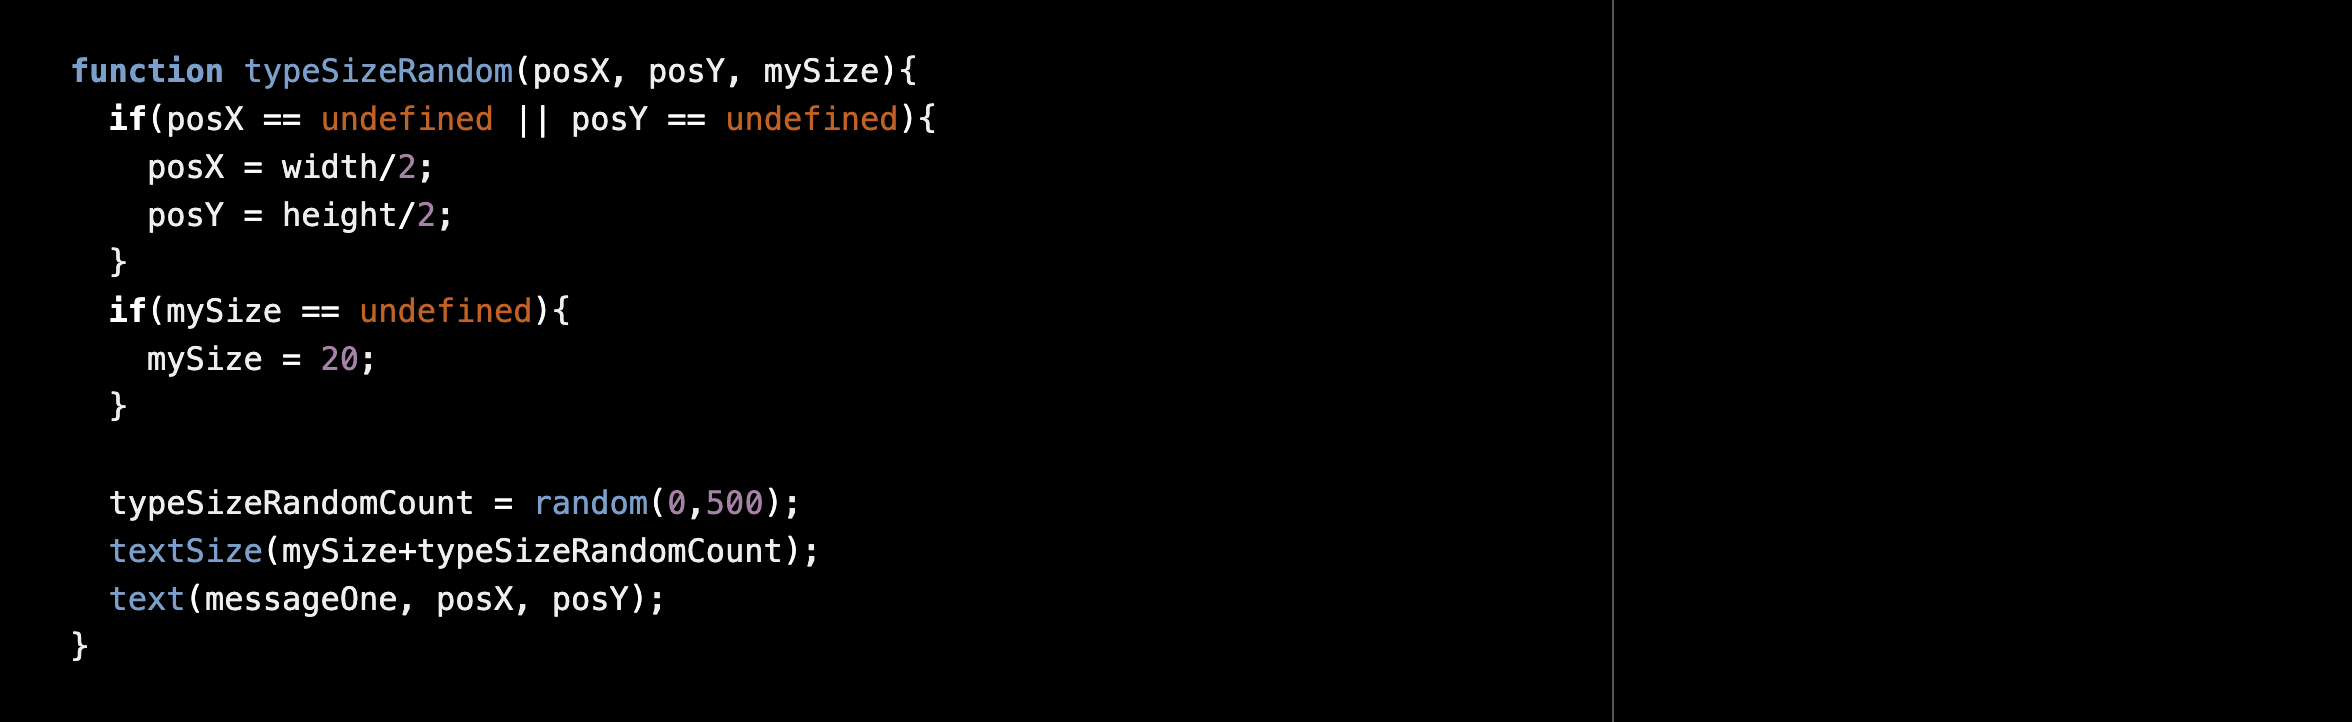 function typeSizeRandom(posX, posY, mySize){
  if(posX == undefined || posY == undefined){
    posX = width/2;
    posY = height/2;
  }
  if(mySize == undefined){
    mySize = 20;
  }

  typeSizeRandomCount = random(0,500);
  textSize(mySize+typeSizeRandomCount);
  text(messageOne, posX, posY);
}